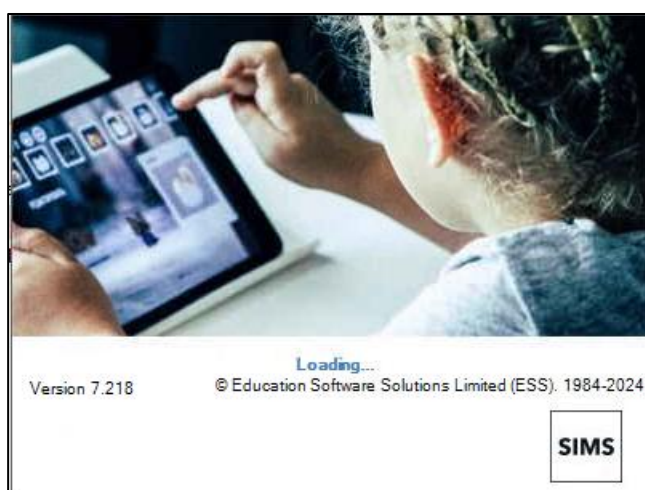 Loading...
Version 7.218
© Education Software Solutions Limited (ESS). 1984-2024
SIMS